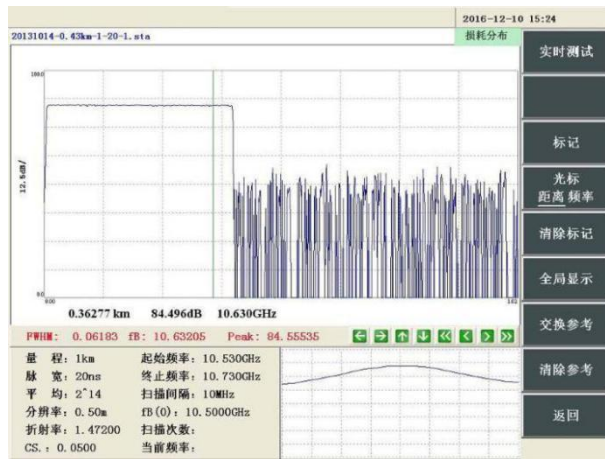 2016-12-10 15:24
20131014-0.43km-1-20-1.sta
损耗分布
实时测试
100.0
标记
12.5dB/
光标
距离 频率
清除标记
全局显示
0.0
0.36277 km 84.496dB 10.630GHz
交换参考
FWHM: 0.06183 fB: 10.63205 Peak: 84.55535
量 程: 1km 起始频率: 10.530GHz
脉 宽: 20ns 终止频率: 10.730GHz
清除参考
平 均: 2^14 扫描间隔: 10MHz
分辨率: 0.50m fB(0): 10.5000GHz
返回
折射率: 1.47200 扫描次数:
CS.: 0.0500 当前频率: